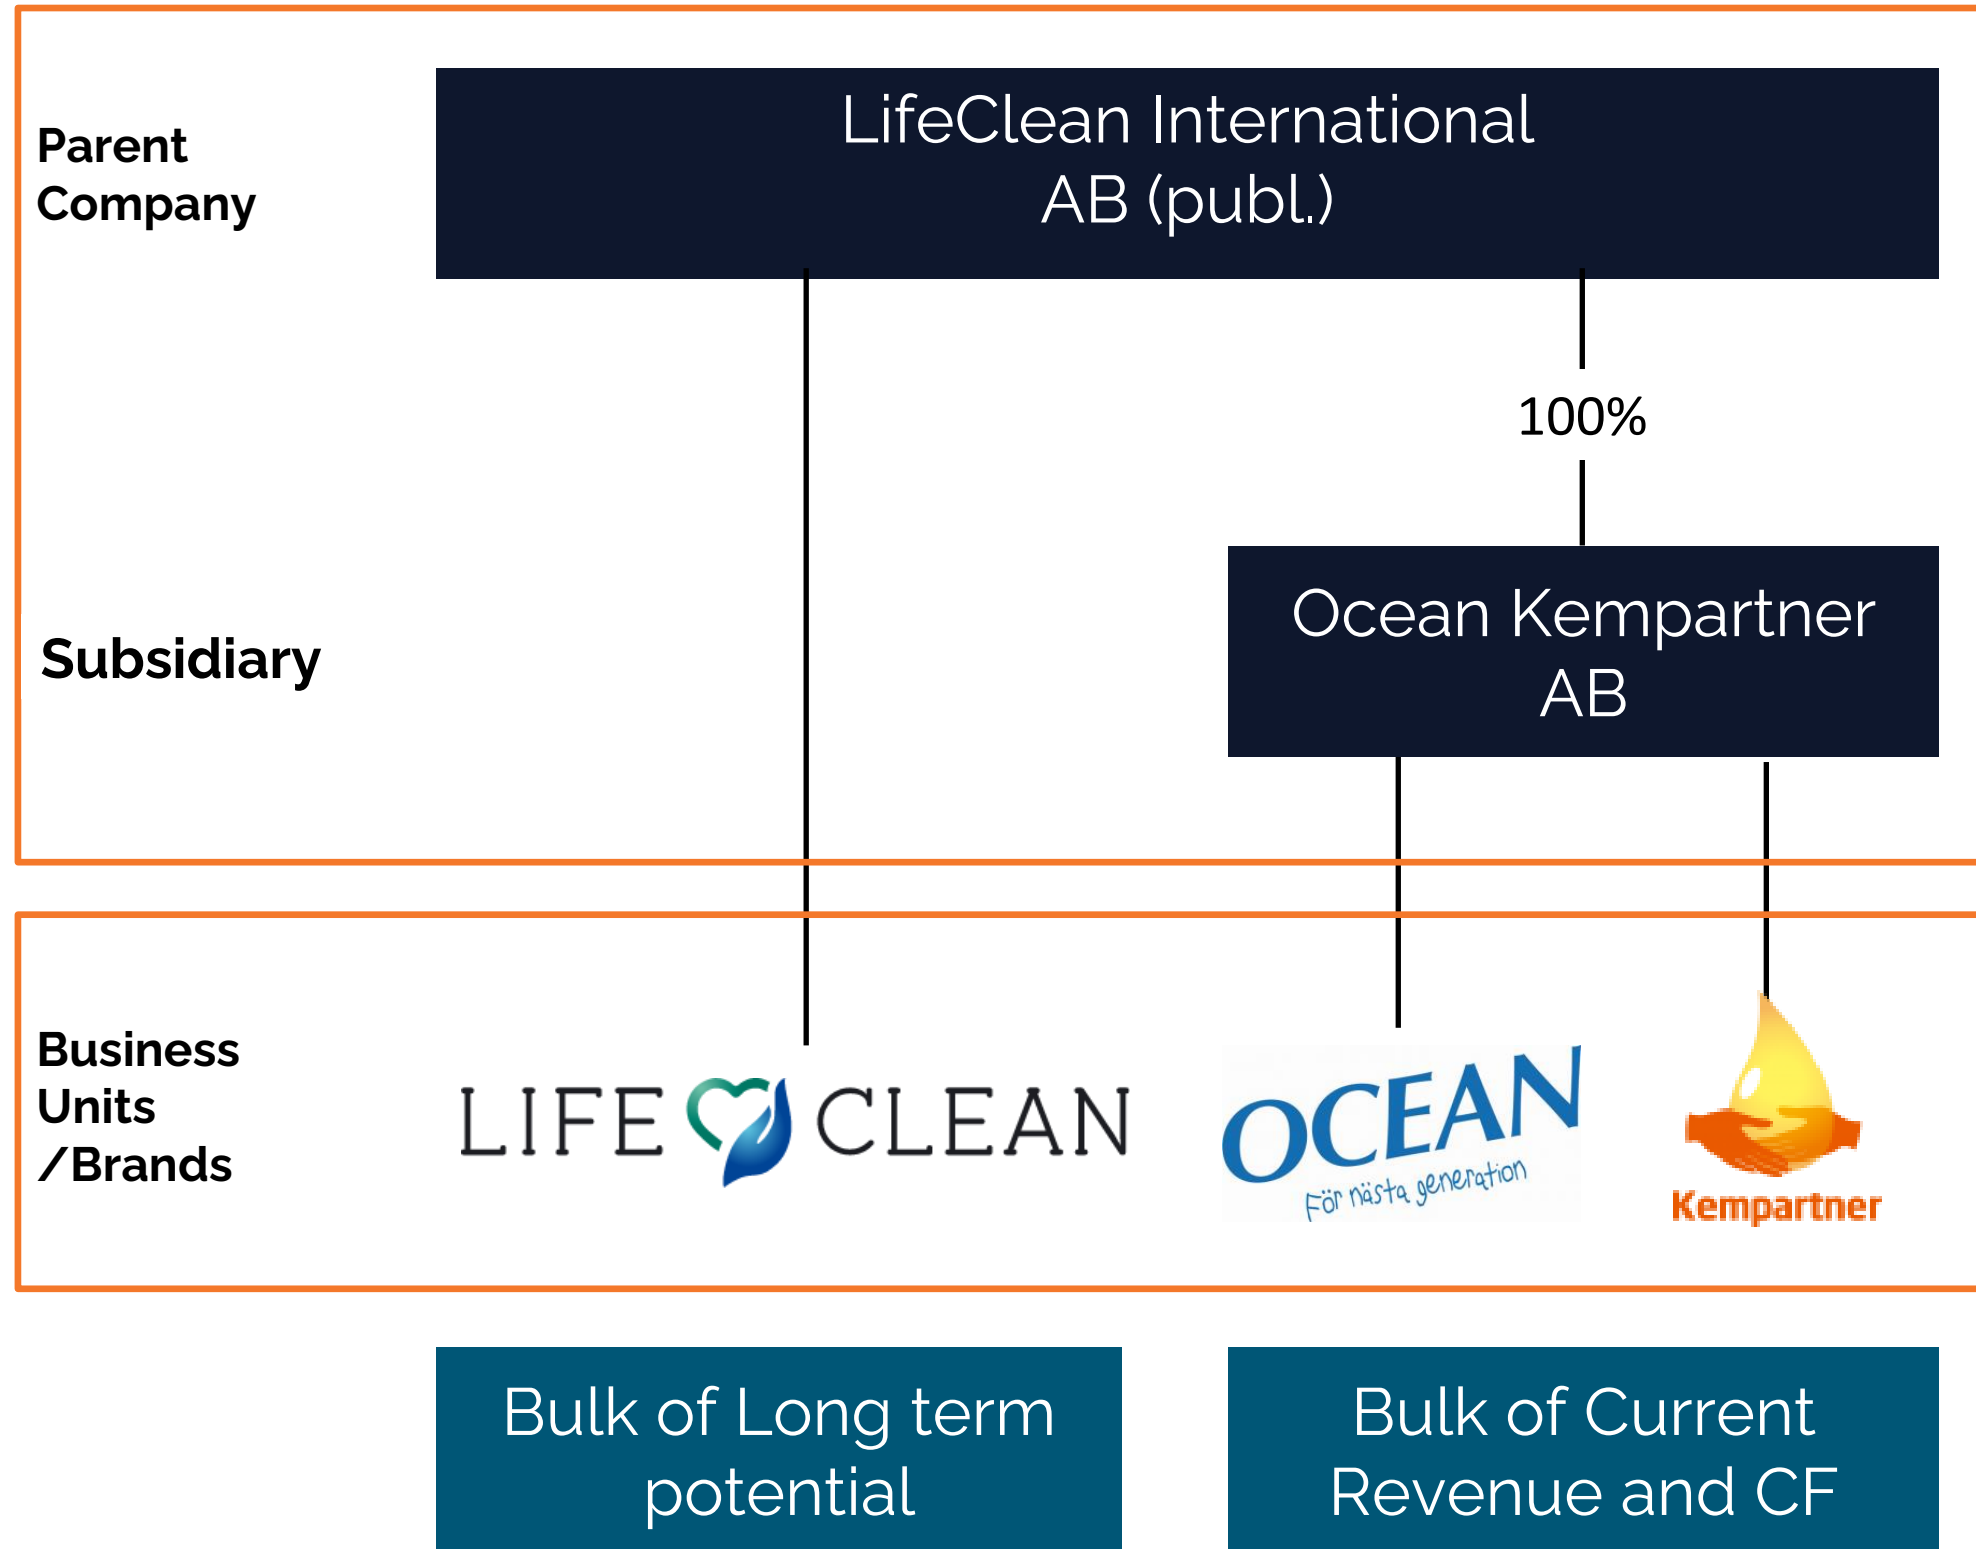 Parent
Company
LifeClean International
AB (publ.)
100%
Subsidiary
Ocean Kempartner
AB
Business
Units
/Brands
LIFE CLEAN
OCEAN
För nästa generation
Kempartner
Bulk of Long term
potential
Bulk of Current
Revenue and CF